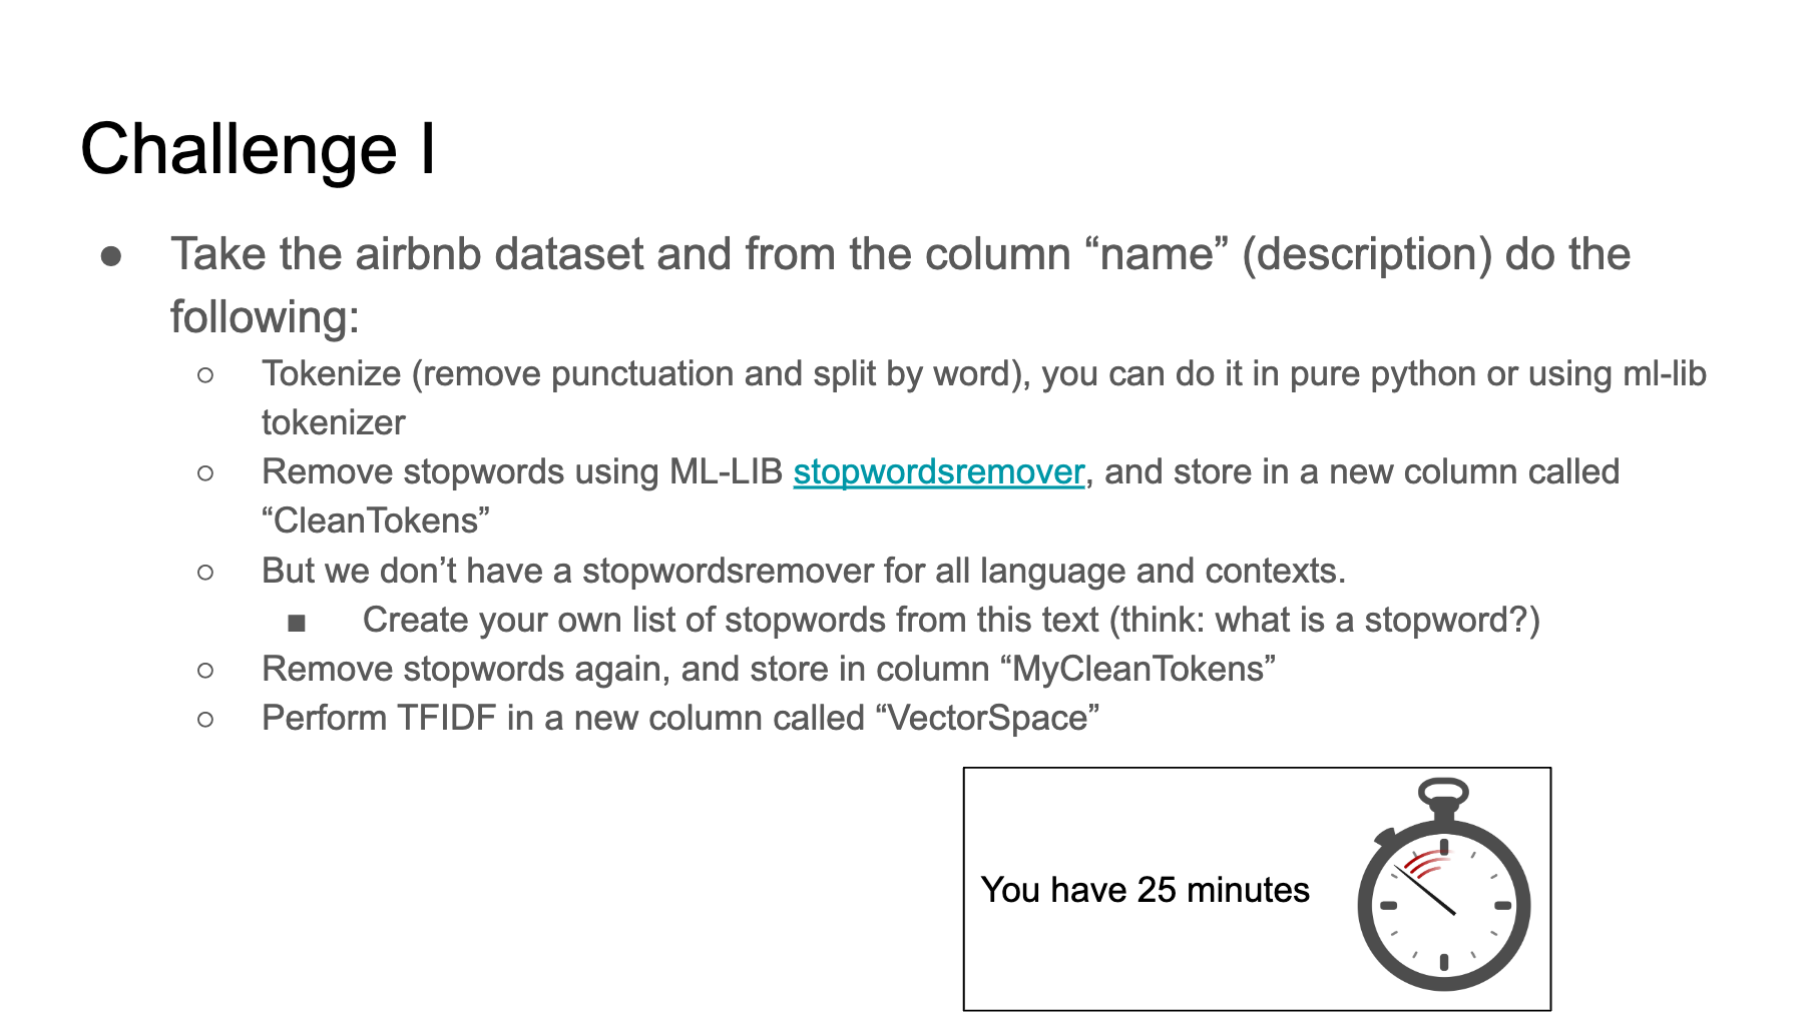 Challenge I
● Take the airbnb dataset and from the column “name” (description) do the
following:
○ Tokenize (remove punctuation and split by word), you can do it in pure python or using ml-lib
tokenizer
○ Remove stopwords using ML-LIB stopwordsremover, and store in a new column called
“CleanTokens”
○ But we don’t have a stopwordsremover for all language and contexts.
■ Create your own list of stopwords from this text (think: what is a stopword?)
○ Remove stopwords again, and store in column “MyCleanTokens”
○ Perform TFIDF in a new column called “VectorSpace”
You have 25 minutes